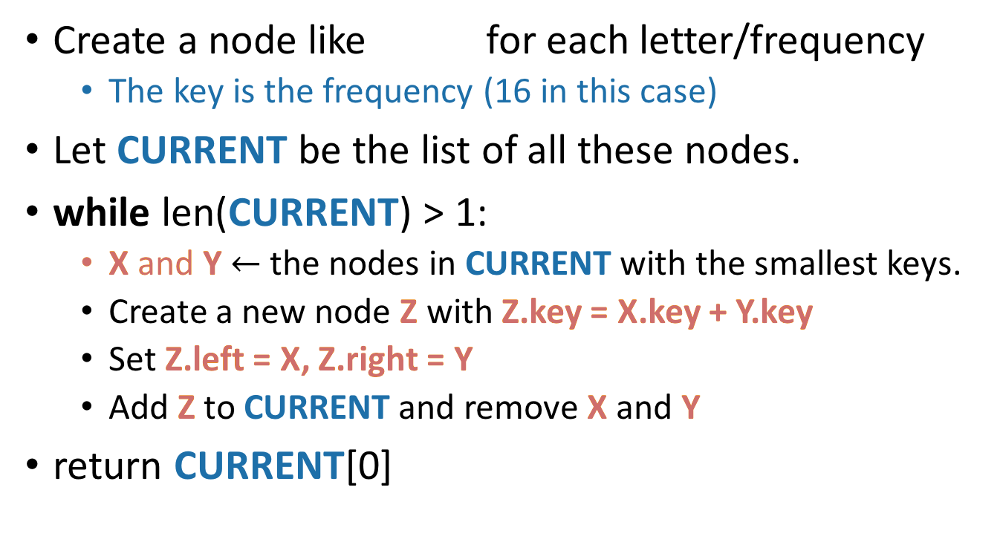 • Create a node like for each letter/frequency
• The key is the frequency (16 in this case)
• Let CURRENT be the list of all these nodes.
• while len(CURRENT) > 1:
• X and Y ← the nodes in CURRENT with the smallest keys.
• Create a new node Z with Z.key = X.key + Y.key
• Set Z.left = X, Z.right = Y
• Add Z to CURRENT and remove X and Y
• return CURRENT[0]